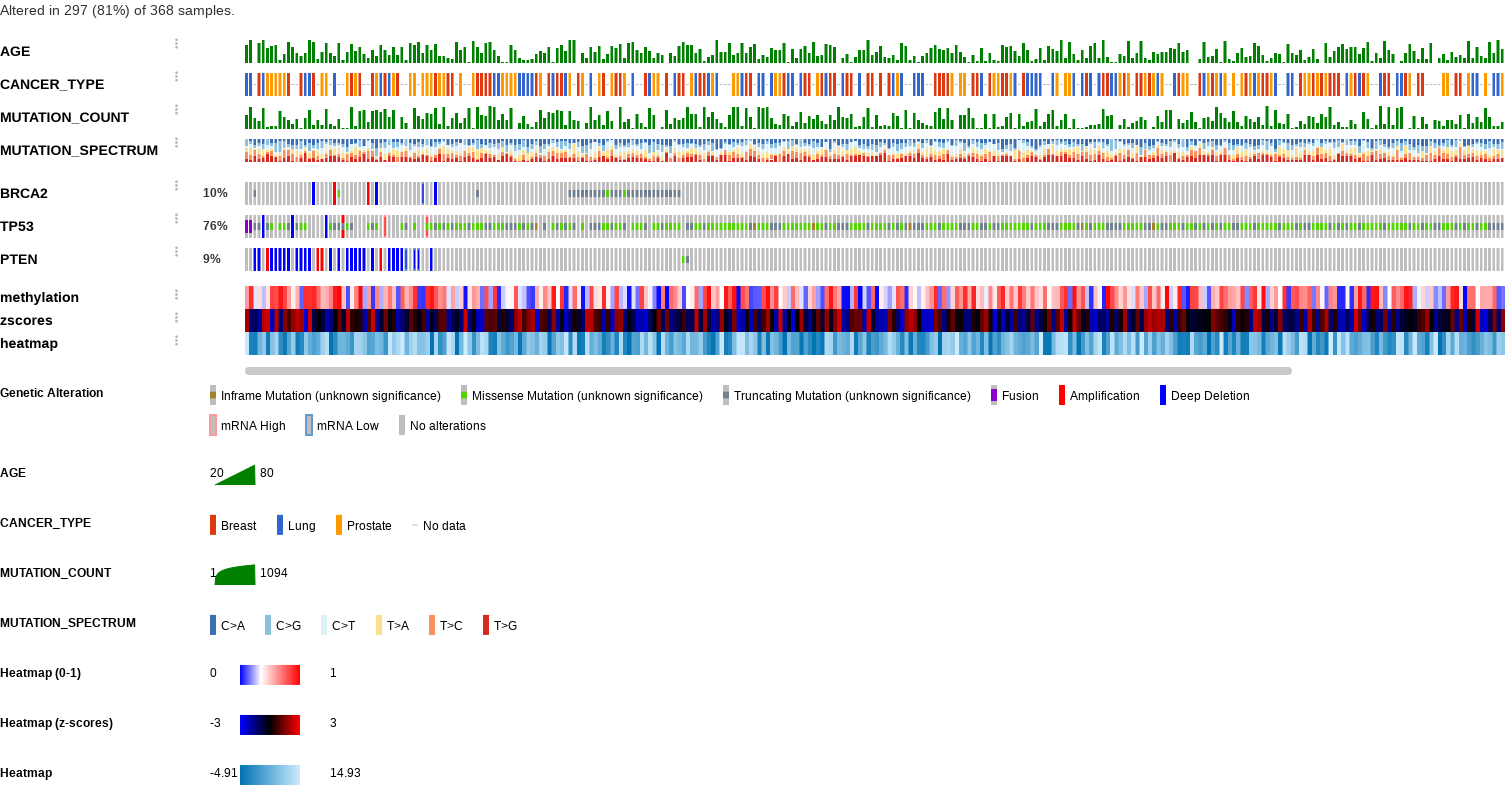 Altered in 297 (81%) of 368 samples.
AGE
CANCER_TYPE
MUTATION_COUNT
MUTATION_SPECTRUM
BRCA2 10%
TP53 76%
PTEN 9%
methylation
zscores
heatmap
Genetic Alteration Inframe Mutation (unknown significance) Missense Mutation (unknown significance) Truncating Mutation (unknown significance) Fusion Amplification Deep Deletion
mRNA High mRNA Low No alterations
AGE 20 80
CANCER_TYPE Breast Lung Prostate No data
MUTATION_COUNT 1 1094
MUTATION_SPECTRUM C>A C>G C>T T>A T>C T>G
Heatmap (0-1) 0 1
Heatmap (z-scores) -3 3
Heatmap -4.91 14.93